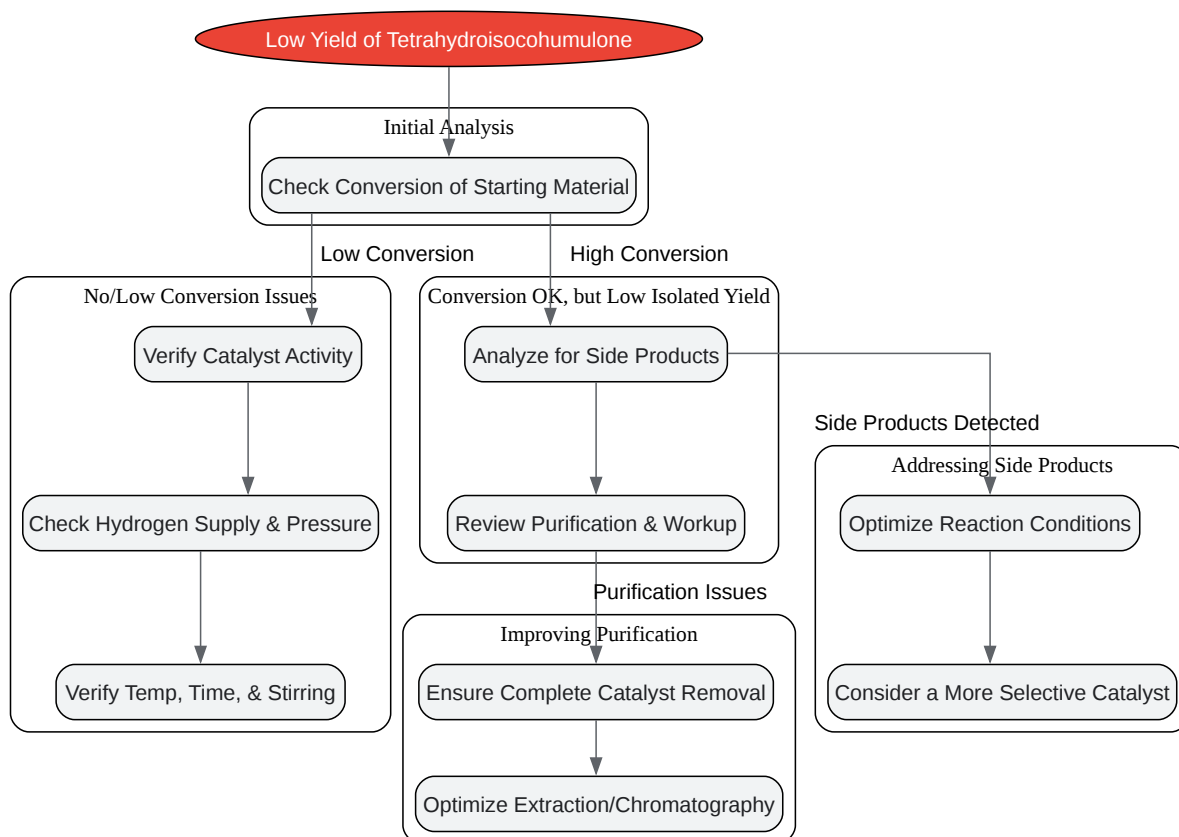 Low Yield of Tetrahydroisocohumulone
Initial Analysis
Check Conversion of Starting Material
Low Conversion
High Conversion
No/Low Conversion Issues
Conversion OK, but Low Isolated Yield
Verify Catalyst Activity
Analyze for Side Products
Side Products Detected
Addressing Side Products
Check Hydrogen Supply & Pressure
Review Purification & Workup
Optimize Reaction Conditions
Purification Issues
Improving Purification
Verify Temp, Time, & Stirring
Ensure Complete Catalyst Removal
Consider a More Selective Catalyst
Optimize Extraction/Chromatography